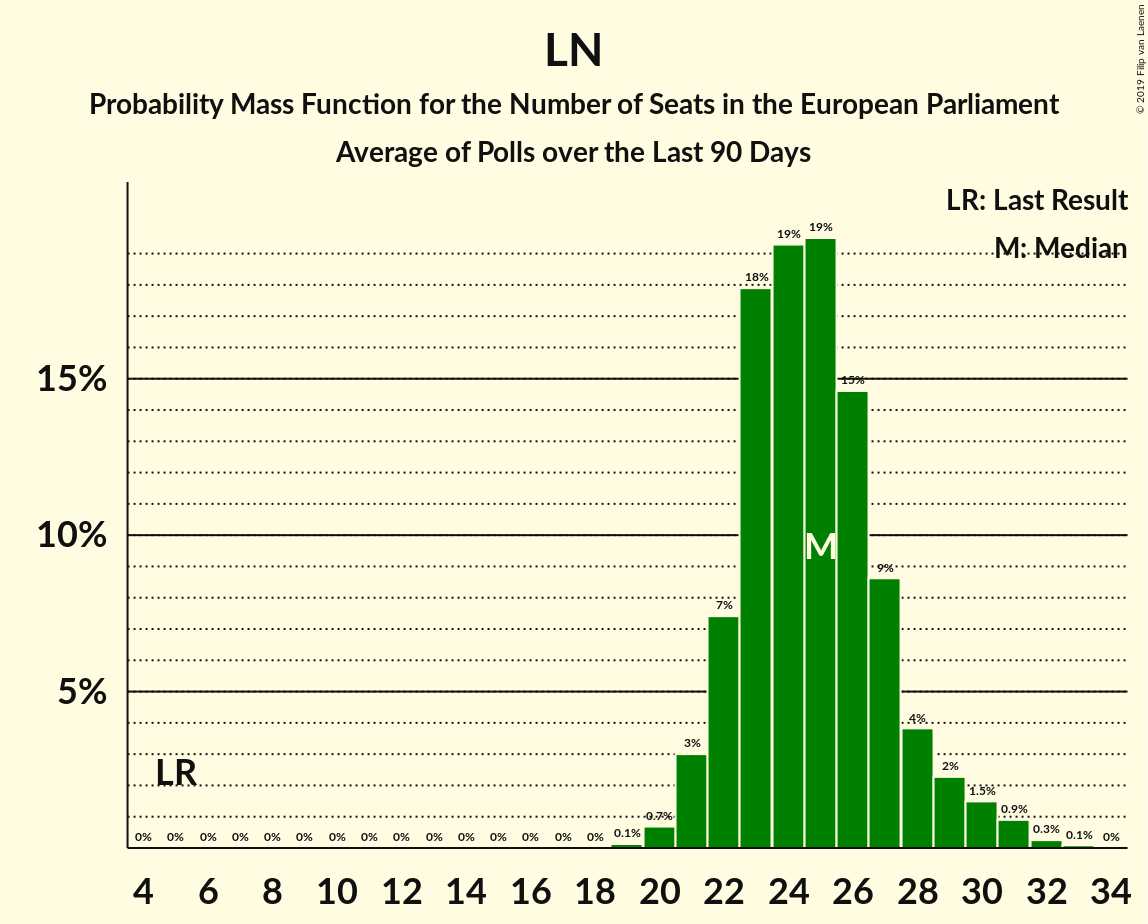 LN
Probability Mass Function for the Number of Seats in the European Parliament
Average of Polls over the Last 90 Days
© 2019 Filip van Laenen
LR: Last Result
M: Median
15%
10%
5%
0% 0% 0% 0% 0% 0% 0% 0% 0% 0% 0% 0% 0% 0% 0% 0.1% 0.7% 3% 7% 18% 19% 19% 15% 9% 4% 2% 1.5% 0.9% 0.3% 0.1% 0%
M
LR
4 6 8 10 12 14 16 18 20 22 24 26 28 30 32 34